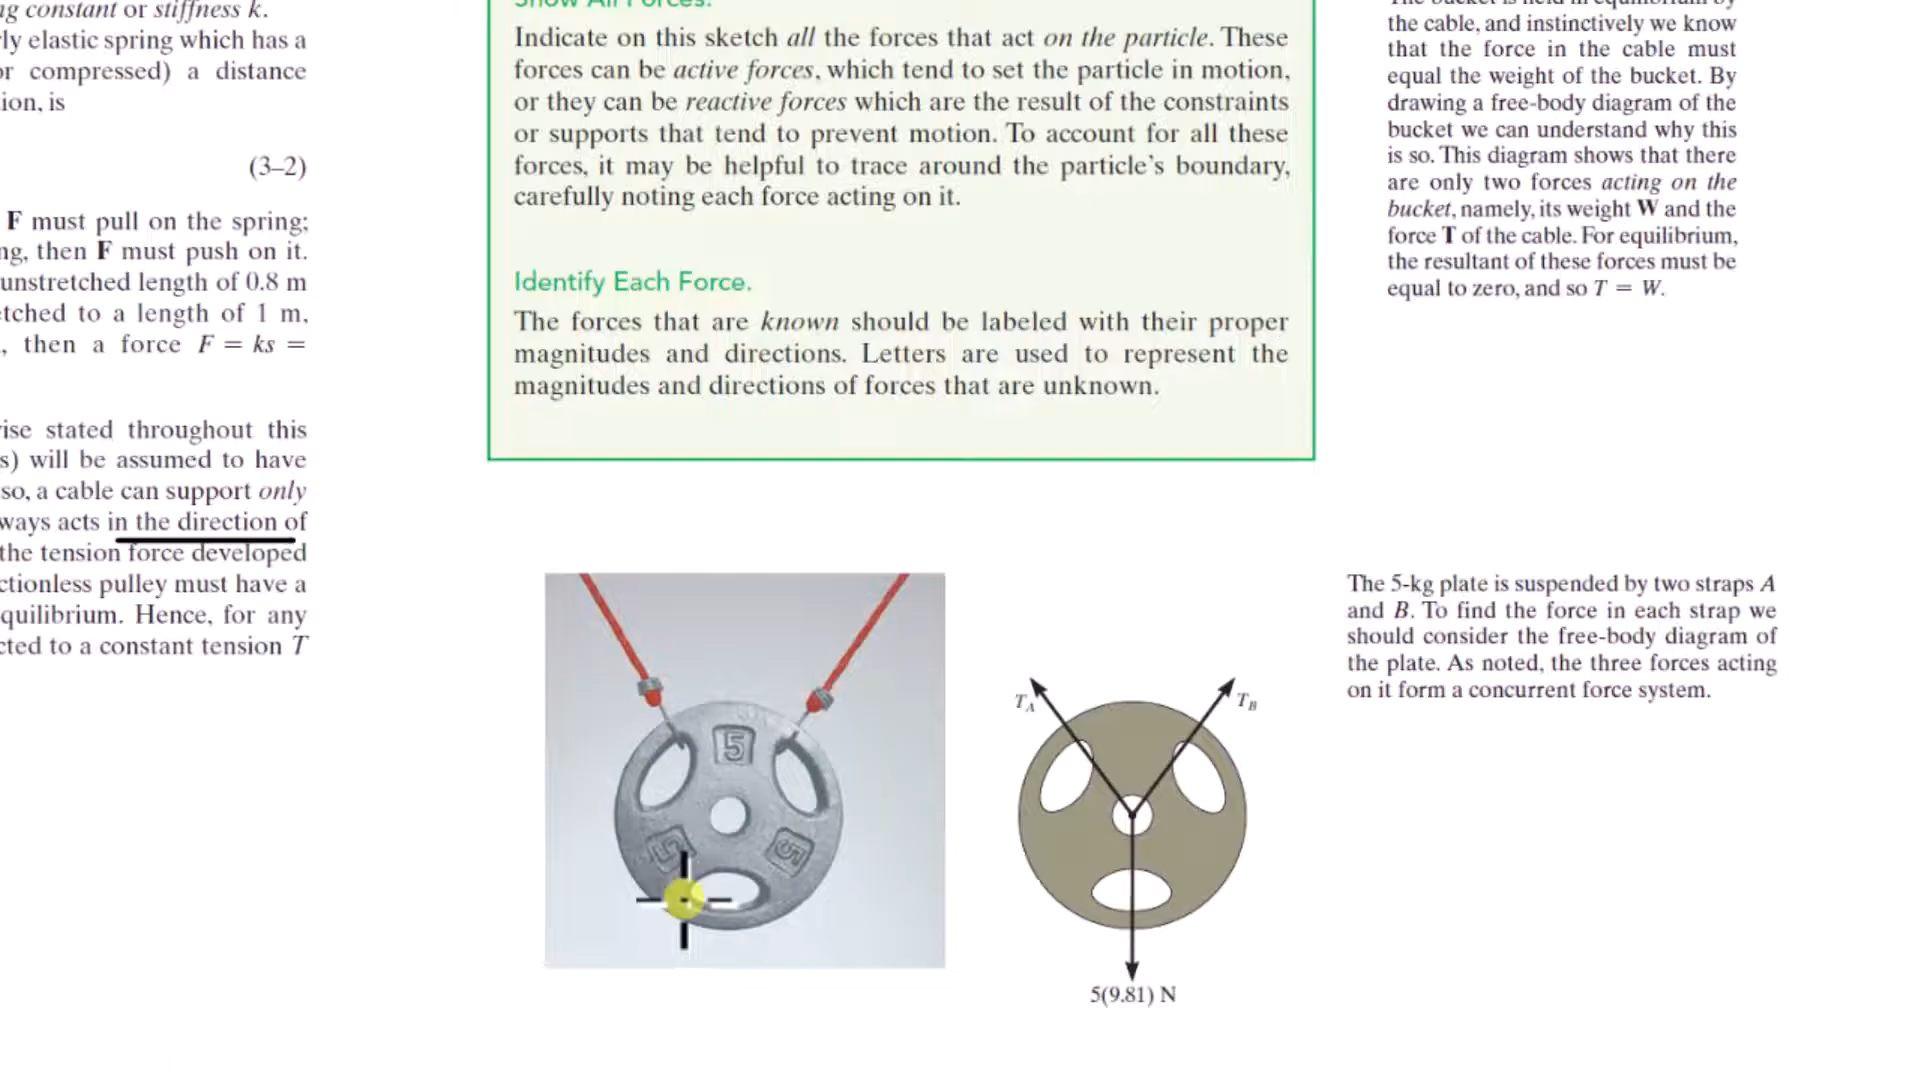 ng constant or stiffness k.
ly elastic spring which has a
or compressed) a distance
ion, is
(3–2)
F must pull on the spring;
ng, then F must push on it.
unstretched length of 0.8 m
etched to a length of 1 m,
, then a force F = ks =
ise stated throughout this
s) will be assumed to have
so, a cable can support only
ways acts in the direction of
the tension force developed
ctionless pulley must have a
quilibrium. Hence, for any
cted to a constant tension T
Show All Forces.
Indicate on this sketch all the forces that act on the particle. These
forces can be active forces, which tend to set the particle in motion,
or they can be reactive forces which are the result of the constraints
or supports that tend to prevent motion. To account for all these
forces, it may be helpful to trace around the particle's boundary,
carefully noting each force acting on it.
Identify Each Force.
The forces that are known should be labeled with their proper
magnitudes and directions. Letters are used to represent the
magnitudes and directions of forces that are unknown.
The bucket is held in equilibrium by
the cable, and instinctively we know
that the force in the cable must
equal the weight of the bucket. By
drawing a free-body diagram of the
bucket we can understand why this
is so. This diagram shows that there
are only two forces acting on the
bucket, namely, its weight W and the
force T of the cable. For equilibrium,
the resultant of these forces must be
equal to zero, and so T = W.
5
5
5
T_A
T_B
5(9.81) N
The 5-kg plate is suspended by two straps A
and B. To find the force in each strap we
should consider the free-body diagram of
the plate. As noted, the three forces acting
on it form a concurrent force system.